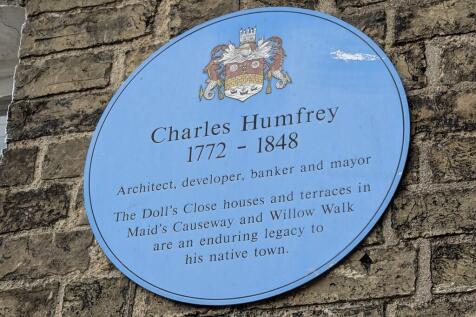 Charles Humfrey
1772 - 1848
Architect, developer, banker and mayor
The Doll's Close houses and terraces in
Maid's Causeway and Willow Walk
are an enduring legacy to
his native town.